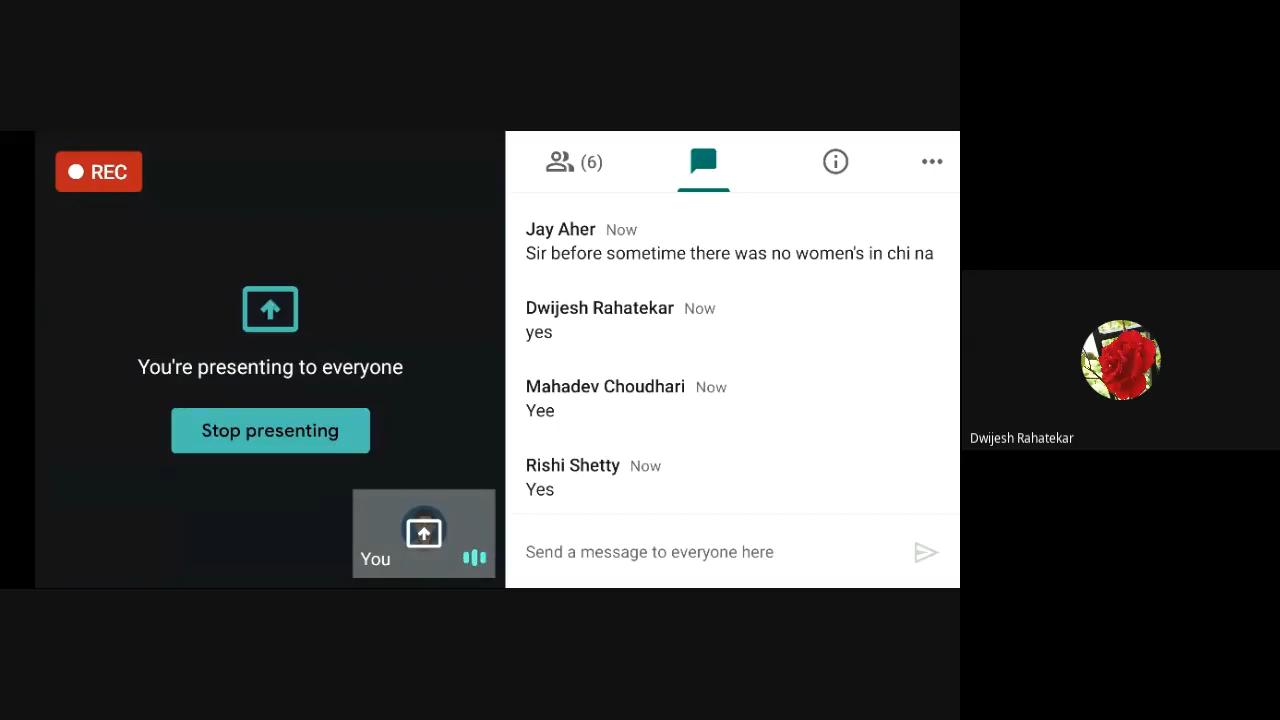 REC
You're presenting to everyone
Stop presenting
You
(6)
Jay Aher Now
Sir before sometime there was no women's in chi na
Dwijesh Rahatekar Now
yes
Mahadev Choudhari Now
Yee
Rishi Shetty Now
Yes
Send a message to everyone here
Dwijesh Rahatekar